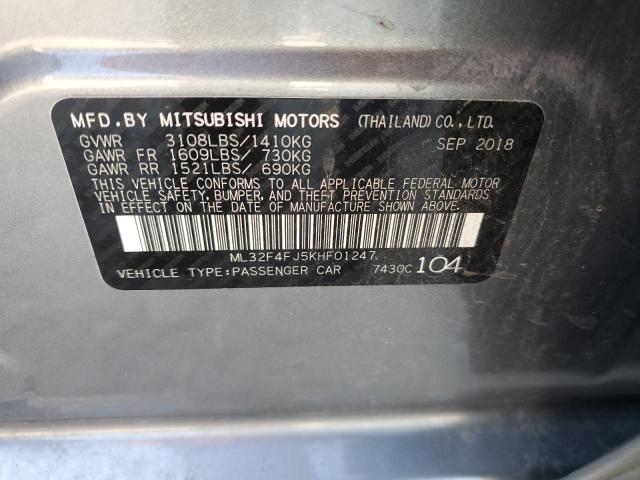 MFD.BY MITSUBISHI MOTORS (THAILAND)CO.,LTD.
GVWR 3108LBS/1410KG SEP 2018
GAWR FR 1609LBS/ 730KG
GAWR RR 1521LBS/ 690KG
THIS VEHICLE CONFORMS TO ALL APPLICABLE FEDERAL MOTOR
VEHICLE SAFETY, BUMPER, AND THEFT PREVENTION STANDARDS
IN EFFECT ON THE DATE OF MANUFACTURE SHOWN ABOVE.
ML32F4FJ5KHF01247
VEHICLE TYPE:PASSENGER CAR 7430C 104